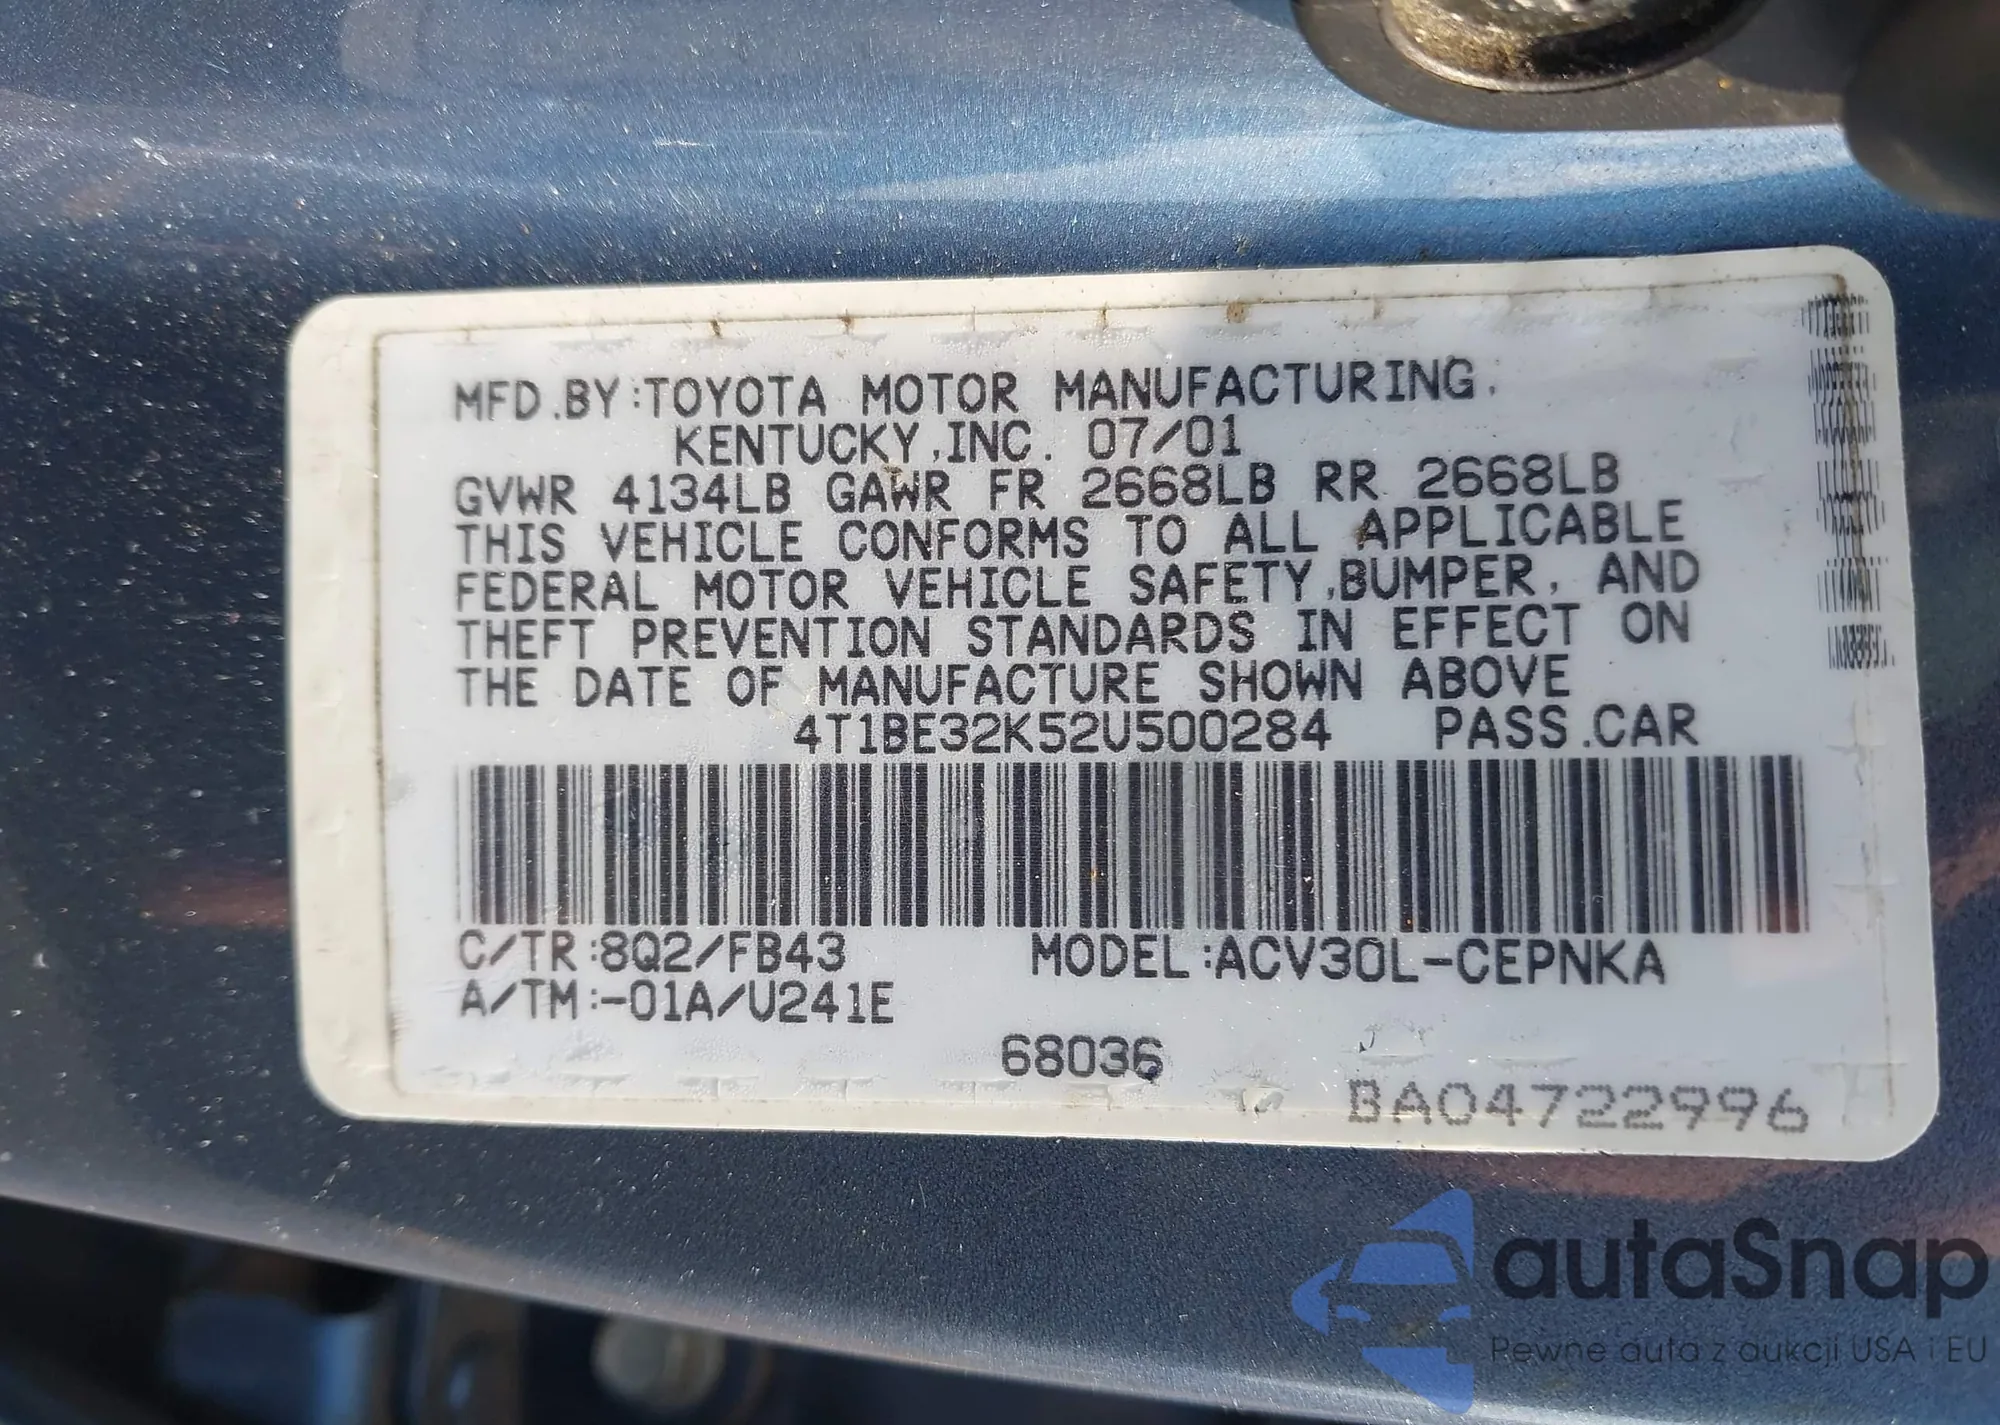 MFD.BY:TOYOTA MOTOR MANUFACTURING,
KENTUCKY,INC. 07/01
GVWR 4134LB GAWR FR 2668LB RR 2668LB
THIS VEHICLE CONFORMS TO ALL APPLICABLE
FEDERAL MOTOR VEHICLE SAFETY,BUMPER, AND
THEFT PREVENTION STANDARDS IN EFFECT ON
THE DATE OF MANUFACTURE SHOWN ABOVE
4T1BE32K52U500284 PASS.CAR
C/TR:8Q2/FB43 MODEL:ACV30L-CEPNKA
A/TM:-01A/U241E
68036
BA04722996
autaSnap
Pewne auta z aukcji USA i EU